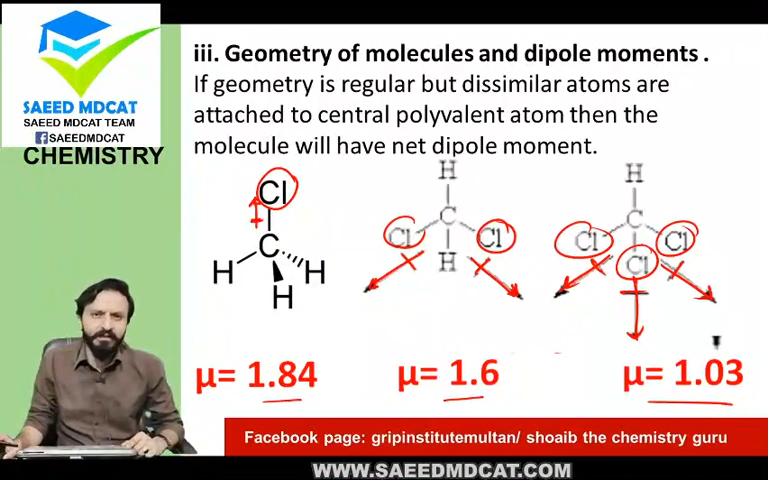 iii. Geometry of molecules and dipole moments .
If geometry is regular but dissimilar atoms are
attached to central polyvalent atom then the
molecule will have net dipole moment.
SAEED MDCAT
SAEED MDCAT TEAM
SAEEDMDCAT
CHEMISTRY
Cl
C
H
H
H
H
C
Cl
Cl
H
H
C
Cl
Cl
Cl
μ= 1.84
μ= 1.6
μ= 1.03
Facebook page: gripinstitutemultan/ shoaib the chemistry guru
WWW.SAEEDMDCAT.COM